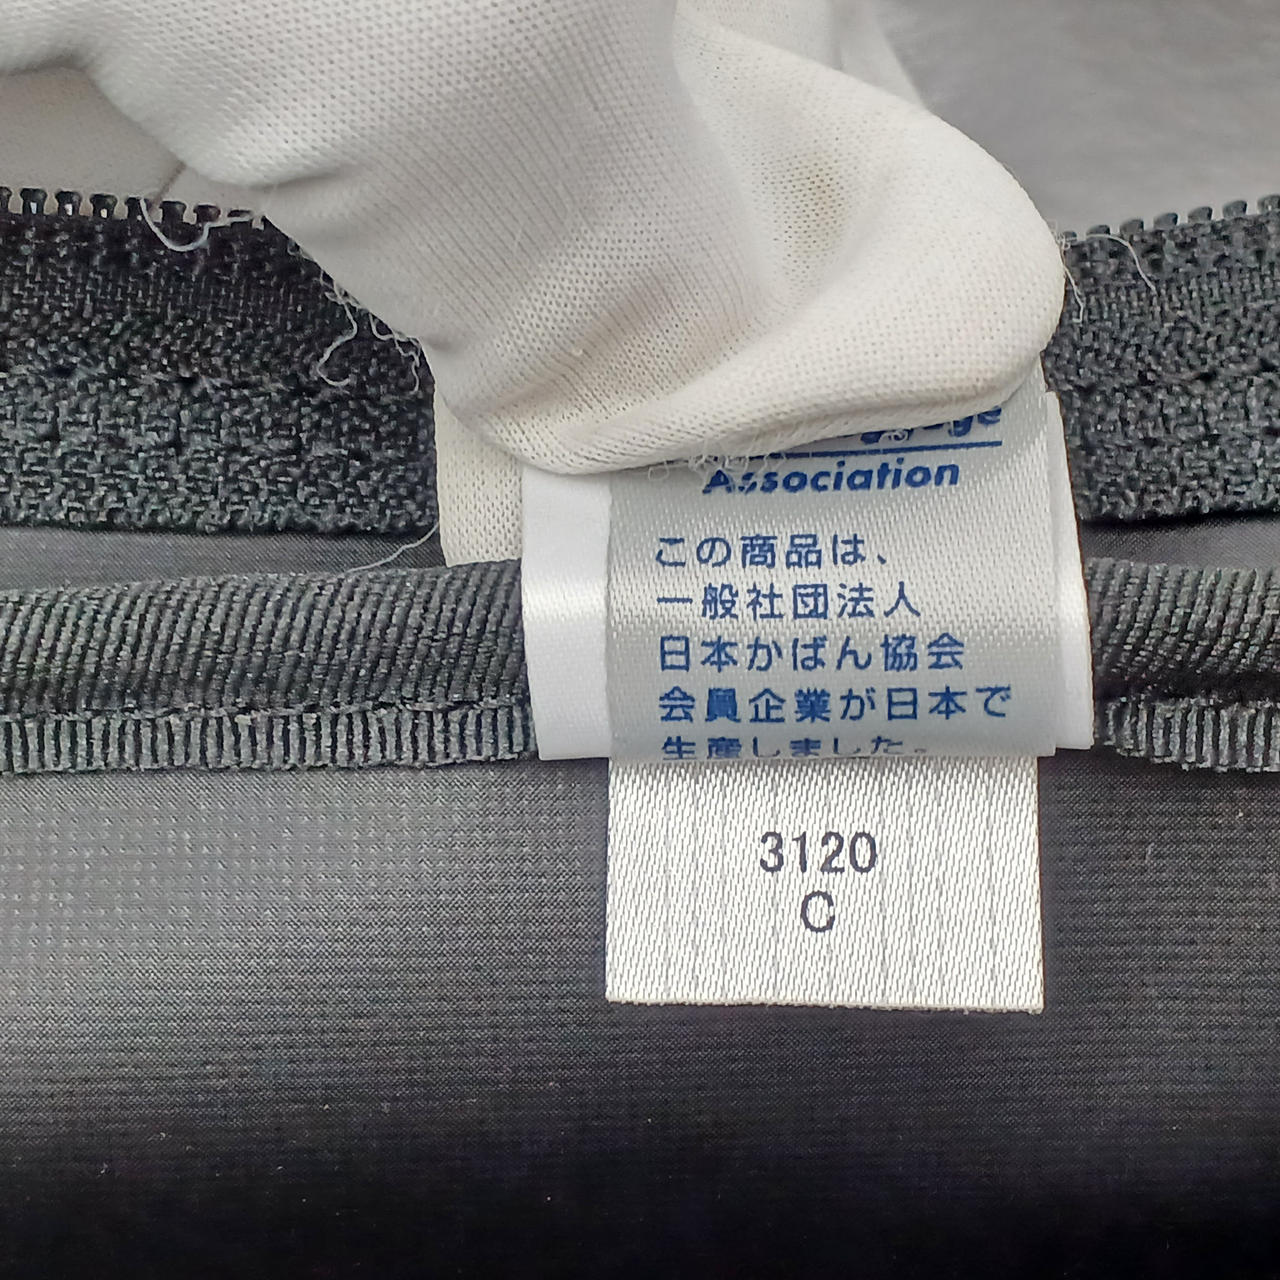 Association
この商品は、
一般社団法人
日本かばん協会
会員企業が日本で
生産しました。
3120
C